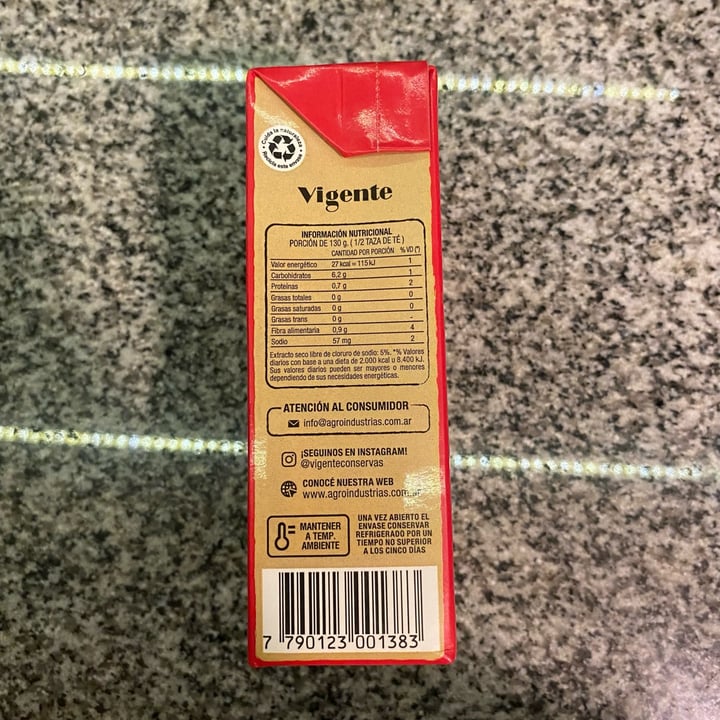 Cuidá la naturaleza
Recicla este envase
Vigente
INFORMACIÓN NUTRICIONAL
PORCIÓN DE 130 g. ( 1/2 TAZA DE TÉ )
CANTIDAD POR PORCIÓN % VD (*)
Valor energético 27 kcal = 115 kJ 1
Carbohidratos 6,2 g 1
Proteínas 0,7 g 2
Grasas totales 0 g 0
Grasas saturadas 0 g 0
Grasas trans 0 g -
Fibra alimentaria 0,9 g 4
Sodio 57 mg 2
Extracto seco libre de cloruro de sodio: 5%. *% Valores
diarios con base a una dieta de 2.000 kcal u 8.400 kJ.
Sus valores diarios pueden ser mayores o menores
dependiendo de sus necesidades energéticas.
ATENCIÓN AL CONSUMIDOR
info@agroindustrias.com.ar
¡SEGUINOS EN INSTAGRAM!
@vigenteconservas
CONOCÉ NUESTRA WEB
www.agroindustrias.com.ar
MANTENER
A TEMP.
AMBIENTE
UNA VEZ ABIERTO EL
ENVASE CONSERVAR
REFRIGERADO POR UN
TIEMPO NO SUPERIOR
A LOS CINCO DÍAS
7 790123 001383